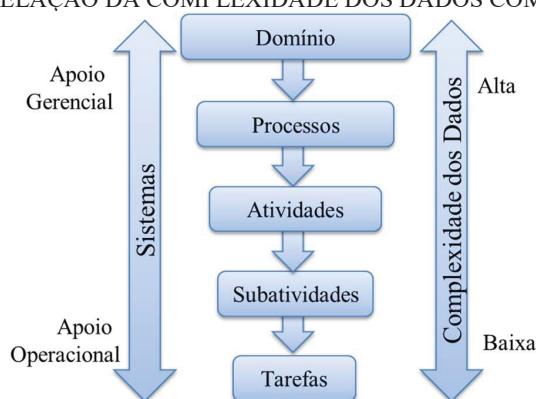 RELAÇÃO DA COMPLEXIDADE DOS DADOS COM
Domínio
Apoio
Gerencial
Alta
Processos
Atividades
Sistemas
Complexidade dos Dados
Subatividades
Apoio
Operacional
Baixa
Tarefas